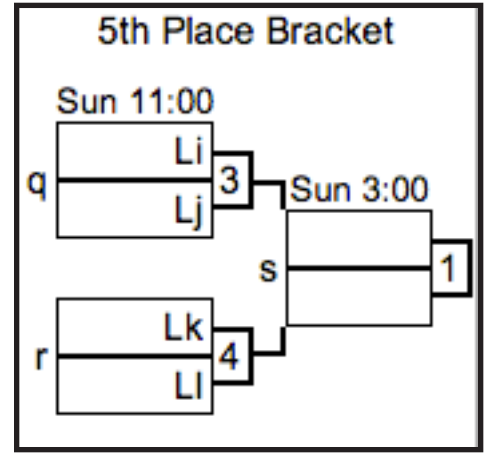 5th Place Bracket
Sun 11:00
Li
q
3
Lj
Sun 3:00
s
1
Lk
r
4
Ll